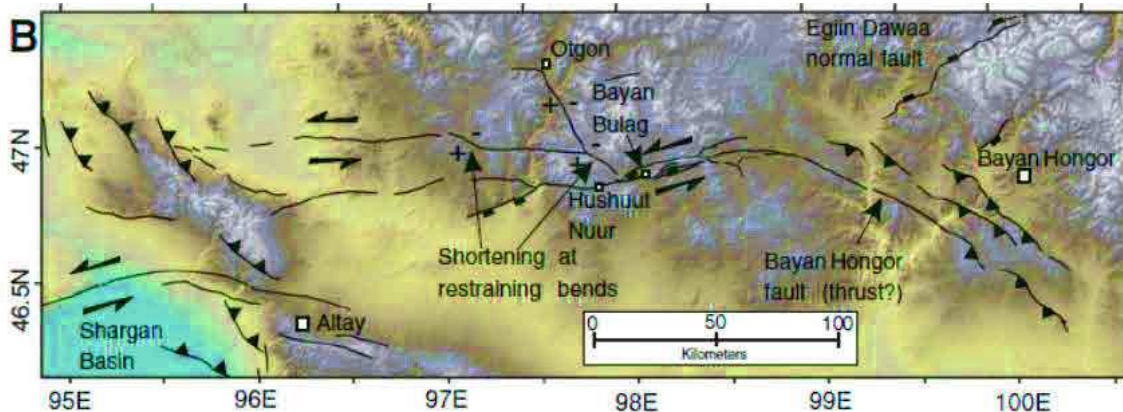 B
Otgon
Egiin Dawaa
normal fault
Bayan
Bulag
47N
Bayan Hongor
Hushuut
Nuur
Shortening at
restraining bends
Bayan Hongor
fault (thrust?)
46.5N
Shargan
Basin
Altay
0 50 100
Kilometers
95E 96E 97E 98E 99E 100E